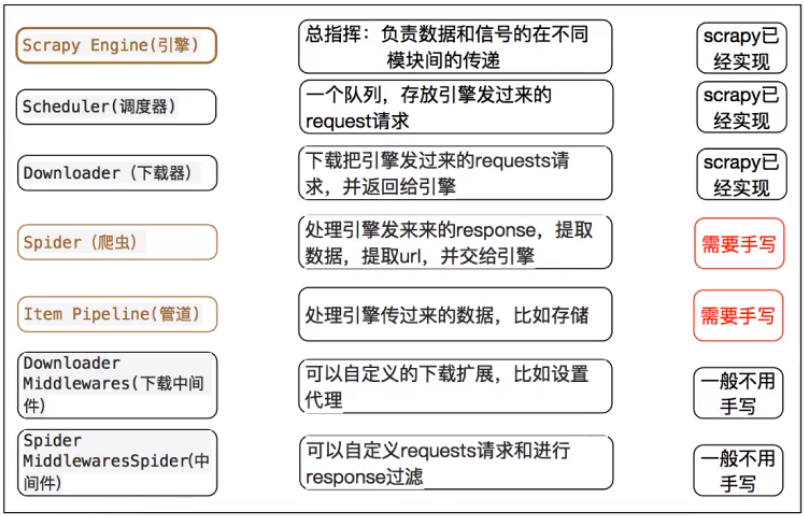 Scrapy Engine(引擎)
总指挥：负责数据和信号的在不同
模块间的传递
scrapy已
经实现
Scheduler(调度器)
一个队列，存放引擎发过来的
request请求
scrapy已
经实现
Downloader（下载器）
下载把引擎发过来的requests请
求，并返回给引擎
scrapy已
经实现
Spider（爬虫）
处理引擎发来来的response，提取
数据，提取url，并交给引擎
需要手写
Item Pipeline(管道)
处理引擎传过来的数据，比如存储
需要手写
Downloader
Middlewares(下载中间
件)
可以自定义的下载扩展，比如设置
代理
一般不用
手写
Spider
MiddlewaresSpider(中
间件)
可以自定义requests请求和进行
response过滤
一般不用
手写